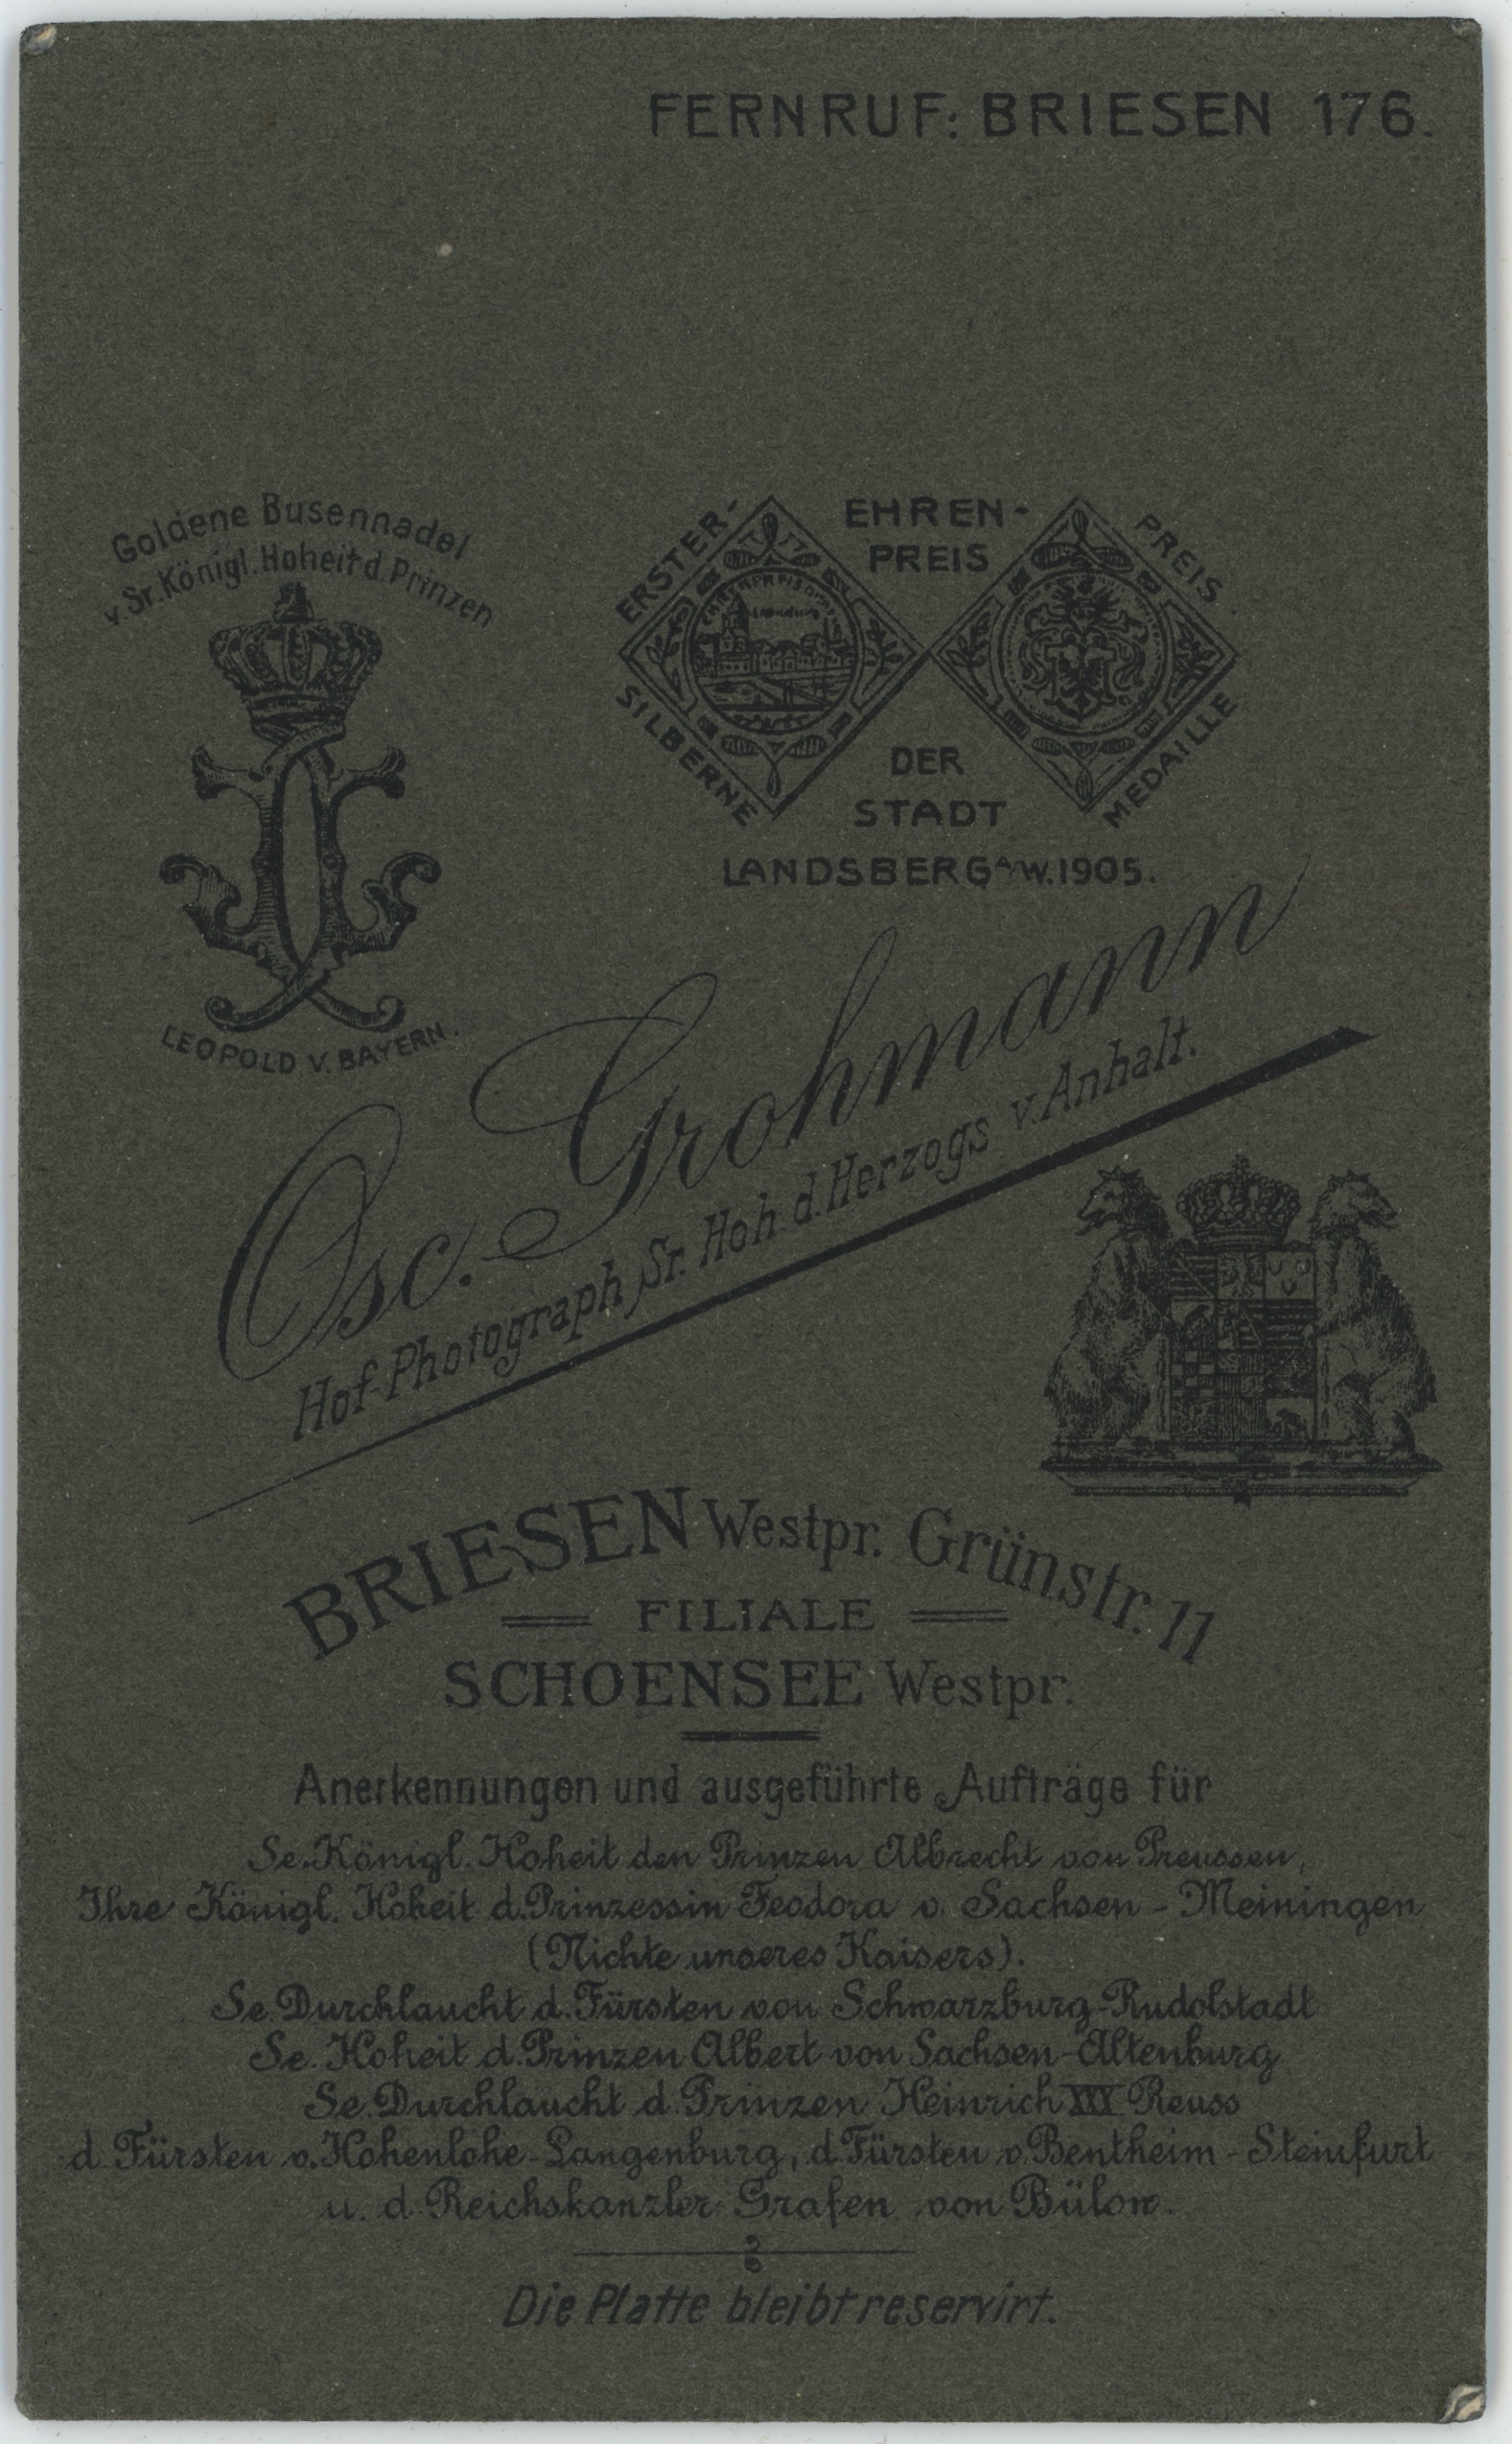 FERNRUF: BRIESEN 176.
Goldene Busennadel
v. Sr. Königl. Hoheit d. Prinzen
LEOPOLD V. BAYERN.
ERSTER-
EHREN-
PREIS
PREIS
SILBERNE
DER
STADT
MEDAILLE
LANDSBERG A/W. 1905.
Osc. Grohmann
Hof-Photograph Sr. Hoh. d. Herzogs v. Anhalt.
BRIESEN Westpr. Grünstr. 11
FILIALE
SCHOENSEE Westpr.
Anerkennungen und ausgeführte Aufträge für
Se. Königl. Hoheit den Prinzen Albrecht von Preussen,
Ihre Königl. Hoheit d. Prinzessin Feodora v. Sachsen-Meiningen
(Nichte unseres Kaisers).
Se. Durchlaucht d. Fürsten von Schwarzburg-Rudolstadt
Se. Hoheit d. Prinzen Albert von Sachsen-Altenburg
Se. Durchlaucht d. Prinzen Heinrich XXX Reuss
d. Fürsten v. Hohenlohe-Langenburg, d. Fürsten v. Bentheim-Steinfurt
u. d. Reichskanzler Grafen von Bülow.
Die Platte bleibt reservirt.